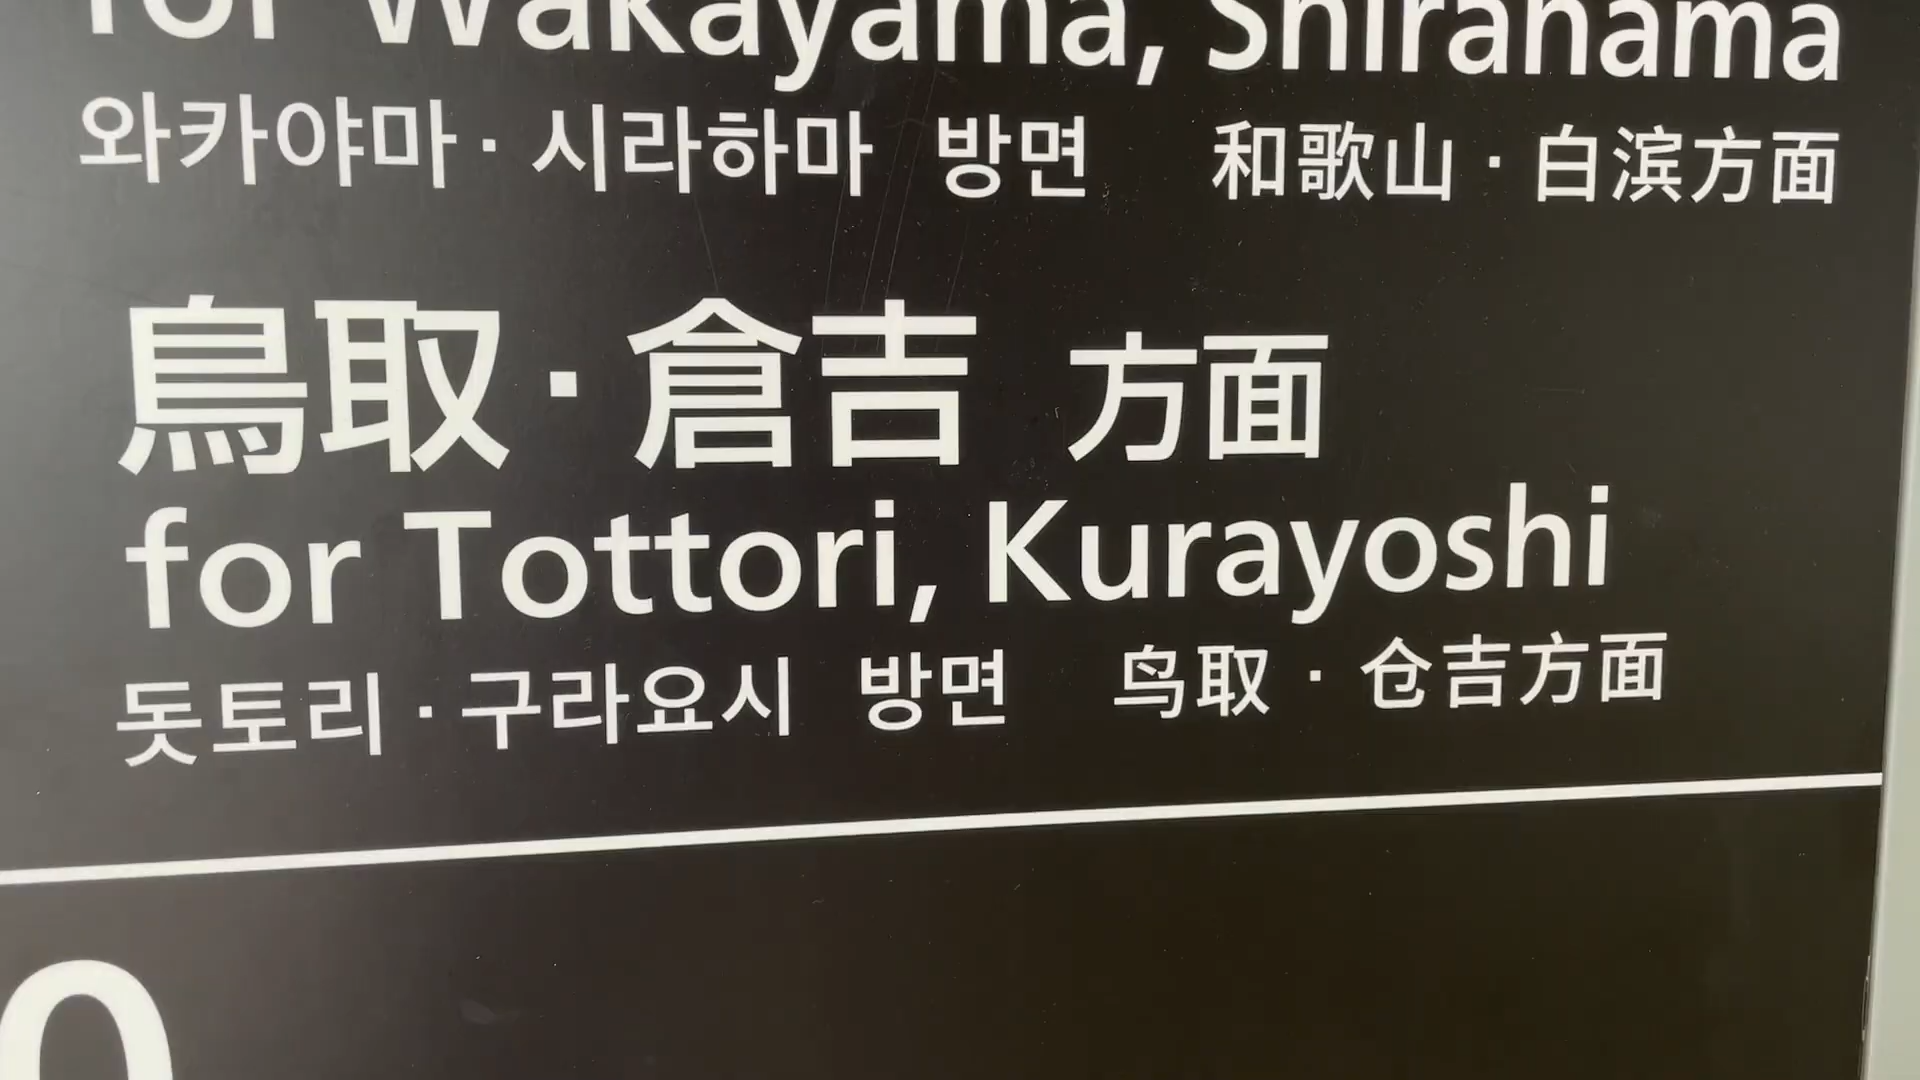 for Wakayama, Shirahama
와카야마·시라하마 방면 和歌山·白滨方面
鳥取·倉吉 方面
for Tottori, Kurayoshi
돗토리·구라요시 방면 鸟取·仓吉方面